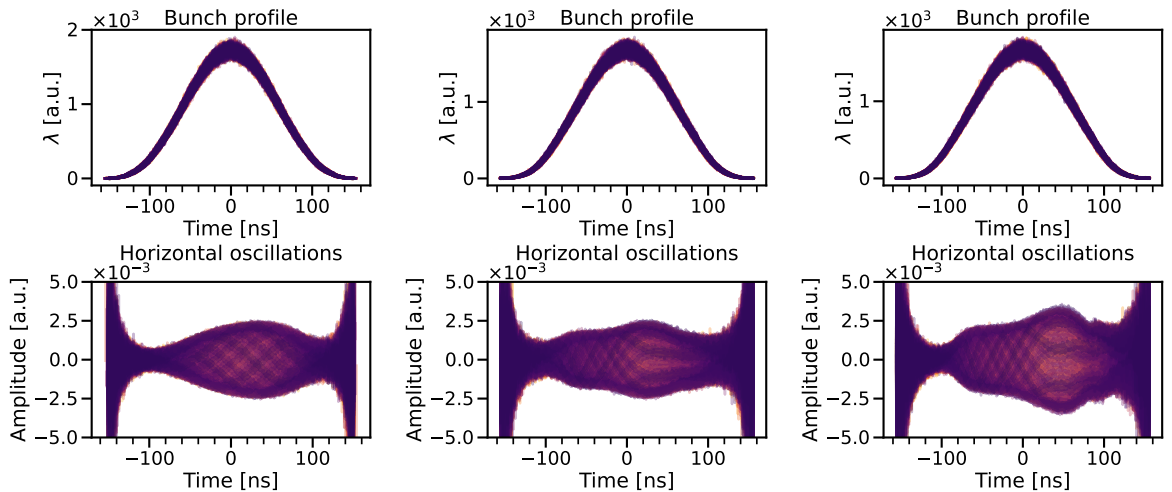 ×10³ Bunch profile
2
1
0
λ [a.u.]
−100 0 100
Time [ns]
×10³ Bunch profile
1
0
λ [a.u.]
−100 0 100
Time [ns]
×10³ Bunch profile
1
0
λ [a.u.]
−100 0 100
Time [ns]
Horizontal oscillations
×10⁻³
5.0
2.5
0.0
−2.5
−5.0
Amplitude [a.u.]
−100 0 100
Time [ns]
Horizontal oscillations
×10⁻³
5.0
2.5
0.0
−2.5
−5.0
Amplitude [a.u.]
−100 0 100
Time [ns]
Horizontal oscillations
×10⁻³
5.0
2.5
0.0
−2.5
−5.0
Amplitude [a.u.]
−100 0 100
Time [ns]